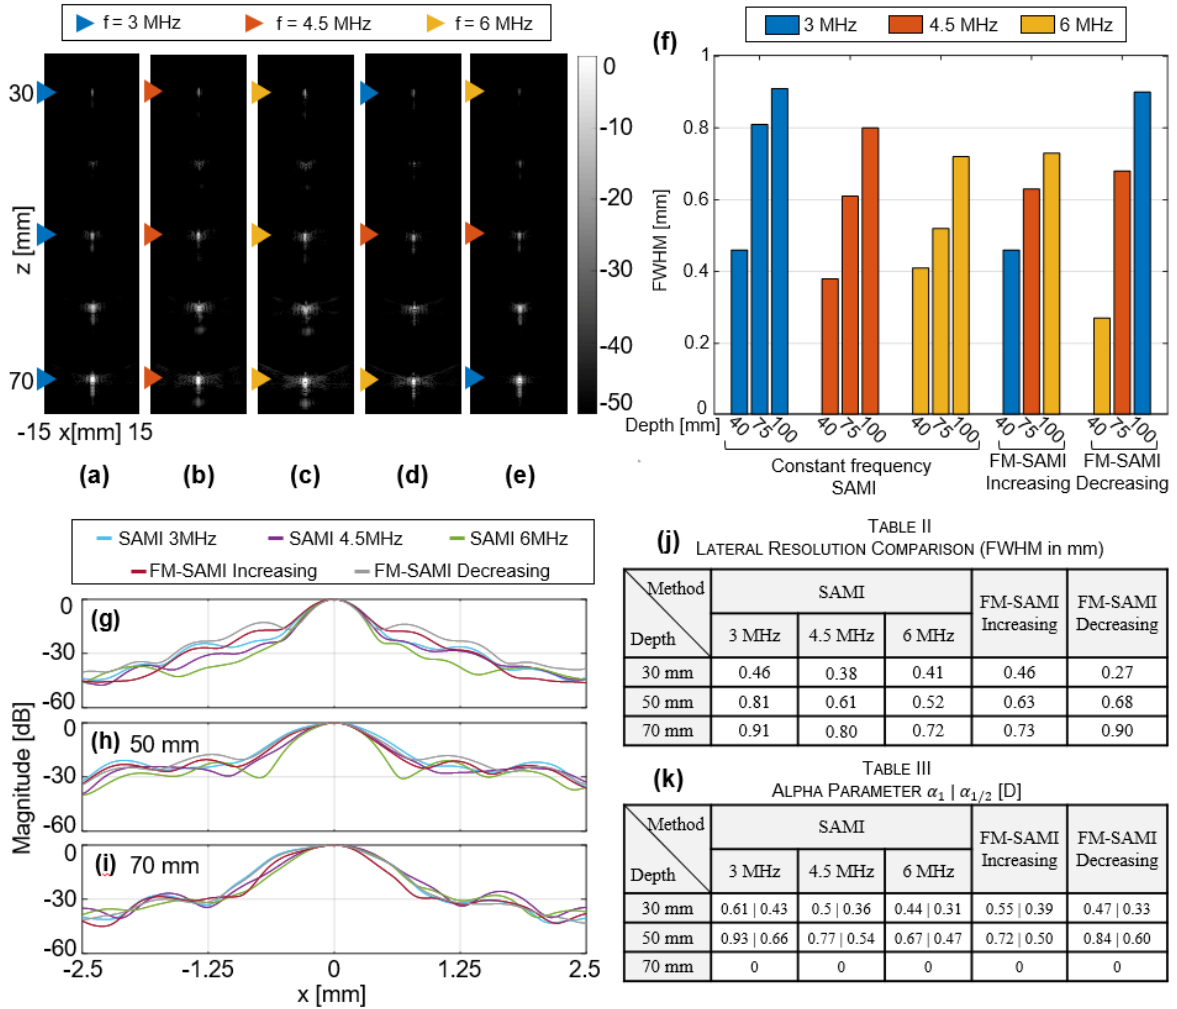 f = 3 MHz f = 4.5 MHz f = 6 MHz
30
70
z [mm]
-15 x[mm] 15
0
-10
-20
-30
-40
-50
(a) (b) (c) (d) (e)
(f)
3 MHz 4.5 MHz 6 MHz
1
0.8
0.6
0.4
0.2
0
FWHM [mm]
Depth [mm] 40 75 100 40 75 100 40 75 100 40 75 100 40 75 100
Constant frequency
SAMI
FM-SAMI
Increasing
FM-SAMI
Decreasing
SAMI 3MHz SAMI 4.5MHz SAMI 6MHz
FM-SAMI Increasing FM-SAMI Decreasing
(g)
0
-30
-60
(h) 50 mm
0
-30
-60
(i) 70 mm
0
-30
-60
Magnitude [dB]
-2.5 -1.25 0 1.25 2.5
x [mm]
(j)
TABLE II
LATERAL RESOLUTION COMPARISON (FWHM in mm)
Method
Depth
SAMI
FM-SAMI
Increasing
FM-SAMI
Decreasing
3 MHz 4.5 MHz 6 MHz
30 mm 0.46 0.38 0.41 0.46 0.27
50 mm 0.81 0.61 0.52 0.63 0.68
70 mm 0.91 0.80 0.72 0.73 0.90
(k)
TABLE III
ALPHA PARAMETER α1 | α1/2 [D]
Method
Depth
SAMI
FM-SAMI
Increasing
FM-SAMI
Decreasing
3 MHz 4.5 MHz 6 MHz
30 mm 0.61 | 0.43 0.5 | 0.36 0.44 | 0.31 0.55 | 0.39 0.47 | 0.33
50 mm 0.93 | 0.66 0.77 | 0.54 0.67 | 0.47 0.72 | 0.50 0.84 | 0.60
70 mm 0 0 0 0 0